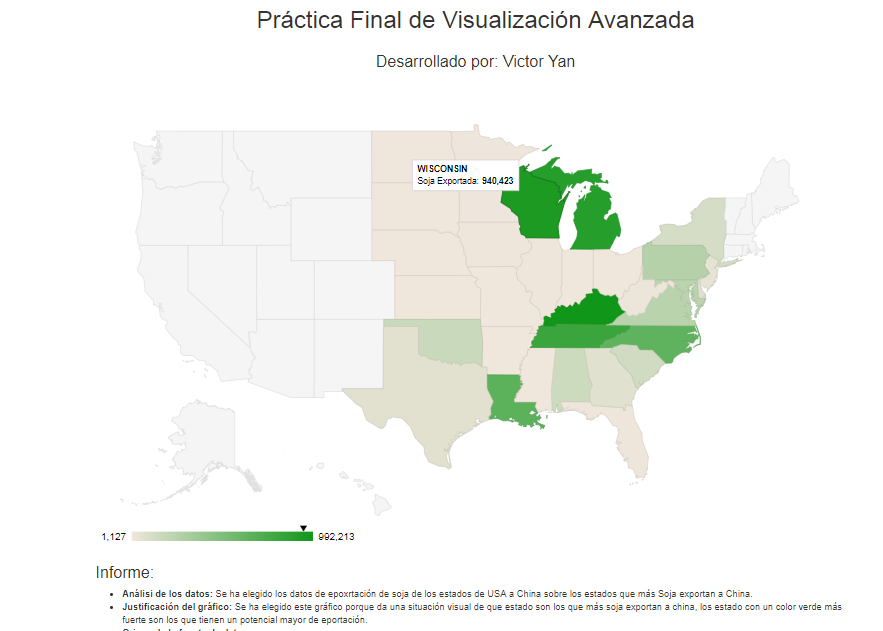 Práctica Final de Visualización Avanzada
Desarrollado por: Victor Yan
WISCONSIN
Soja Exportada: 940,423
1,127
992,213
Informe:
• Análisi de los datos: Se ha elegido los datos de epoxrtación de soja de los estados de USA a China sobre los estados que más Soja exportan a China.
• Justificación del gráfico: Se ha elegido este gráfico porque da una situación visual de que estado son los que más soja exportan a china, los estado con un color verde más
fuerte son los que tienen un potencial mayor de eportación.